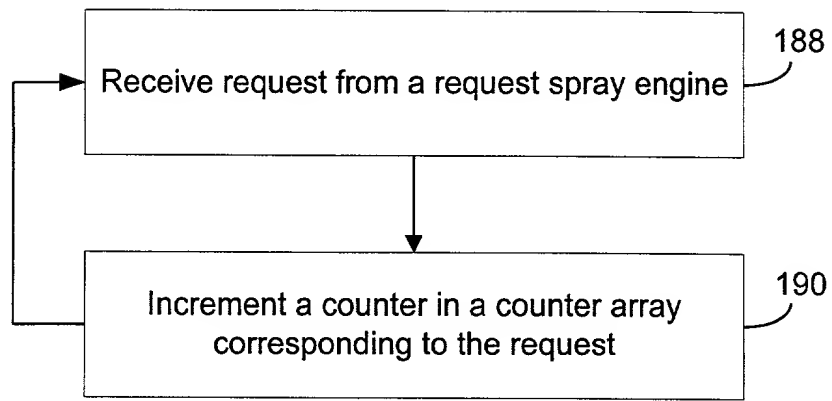 188
Receive request from a request spray engine
190
Increment a counter in a counter array
corresponding to the request